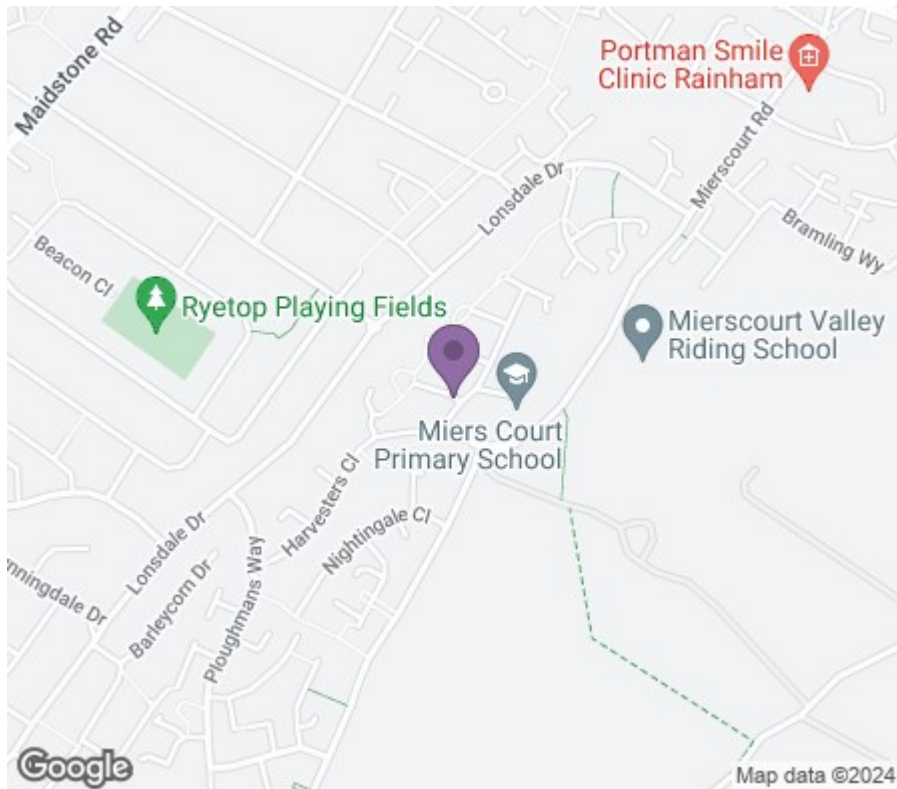 Maidstone Rd
Portman Smile
Clinic Rainham
Mierscourt Rd
Lonsdale Dr
Bramling Wy
Beacon Cl
Ryetop Playing Fields
Mierscourt Valley
Riding School
Miers Court
Primary School
Harvesters Cl
Nightingale Cl
Lonsdale Dr
Barleycorn Dr
Ploughmans Way
nningdale Dr
Google
Map data ©2024